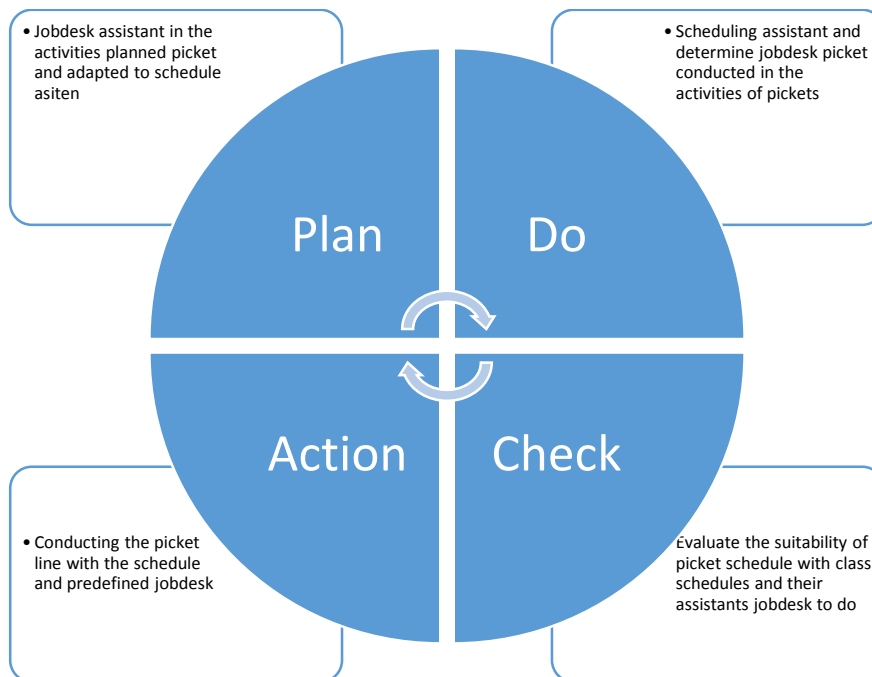 • Jobdesk assistant in the
activities planned picket
and adapted to schedule
asiten
• Scheduling assistant and
determine jobdesk picket
conducted in the
activities of pickets
Plan
Do
Action
Check
• Conducting the picket
line with the schedule
and predefined jobdesk
Evaluate the suitability of
picket schedule with class
schedules and their
assistants jobdesk to do